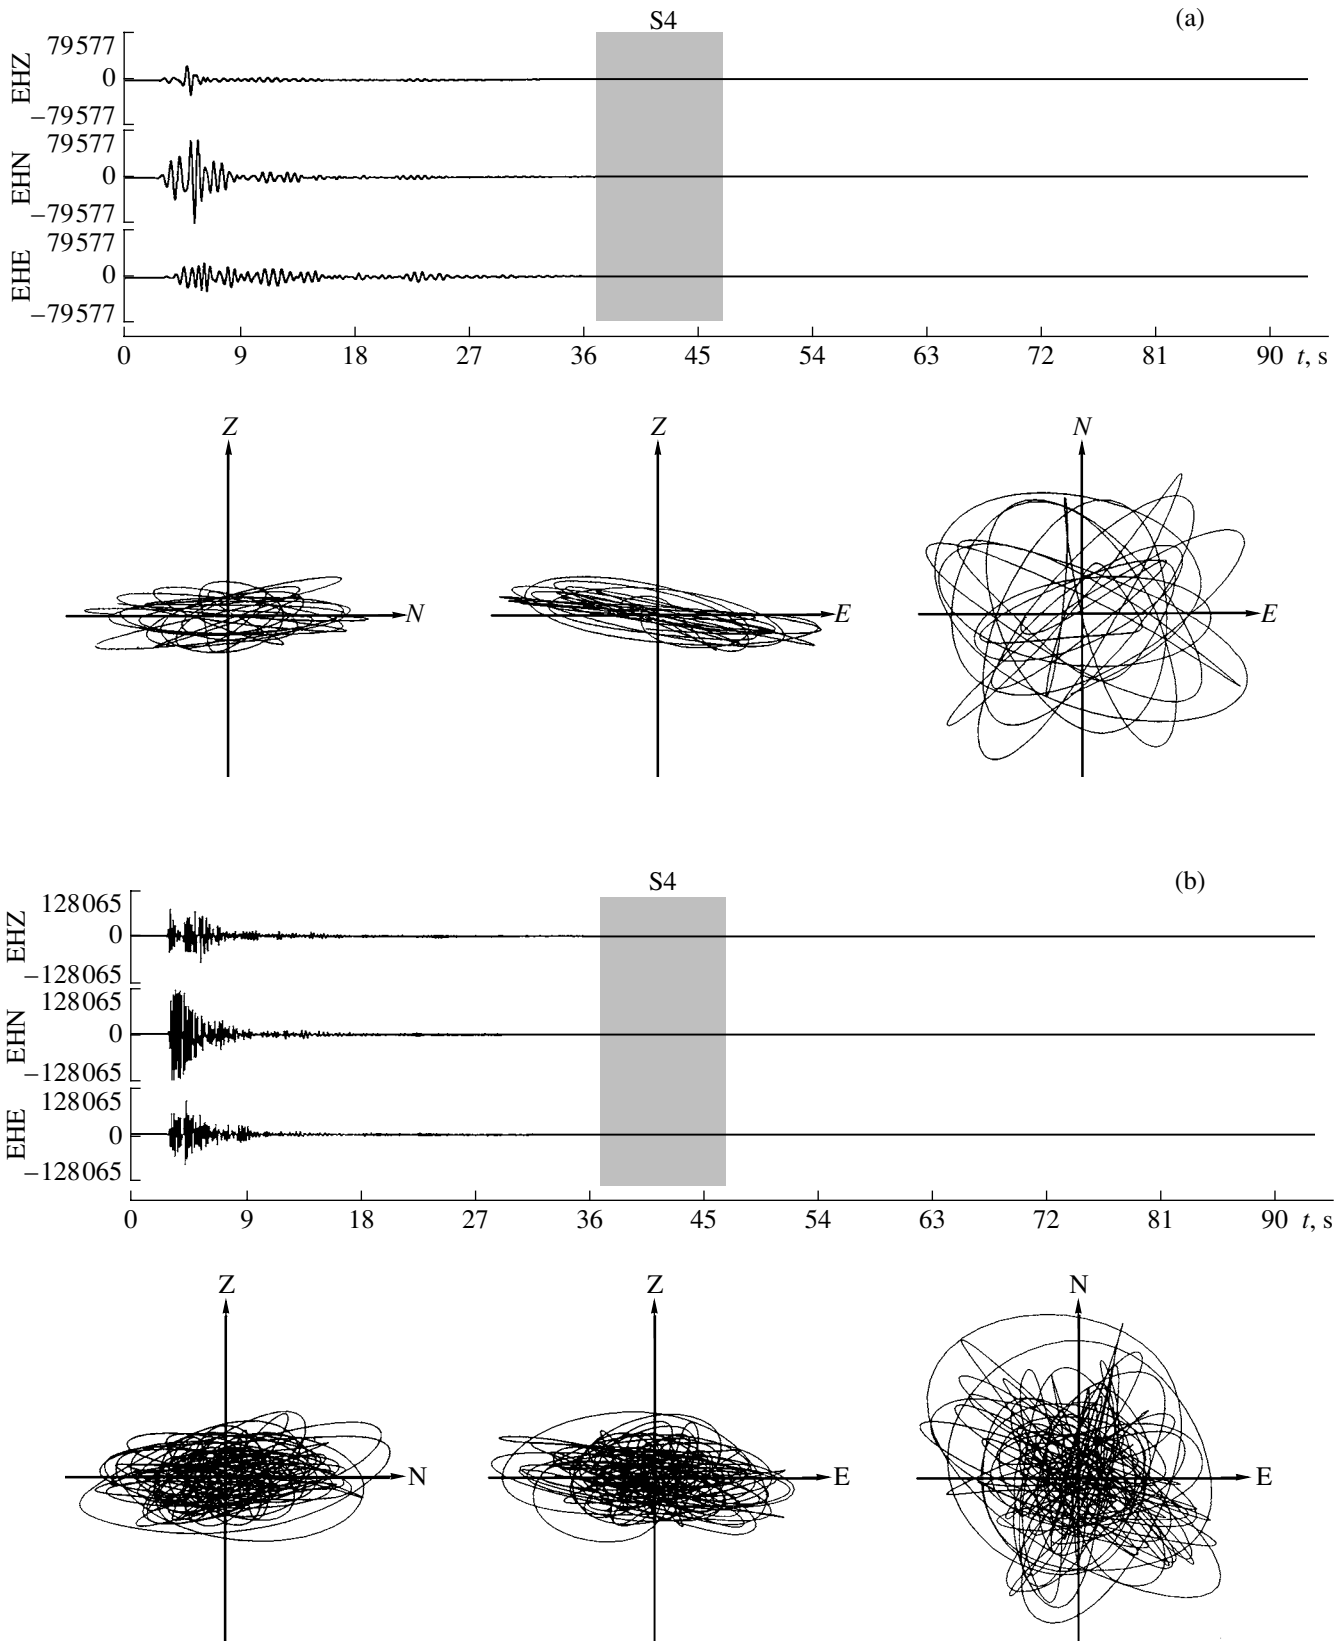 S4 (a)
EHZ 79577 0 –79577
EHN 79577 0 –79577
EHE 79577 0 –79577
0 9 18 27 36 45 54 63 72 81 90 t, s
Z Z N
N E E
S4 (b)
EHZ 128065 0 –128065
EHN 128065 0 –128065
EHE 128065 0 –128065
0 9 18 27 36 45 54 63 72 81 90 t, s
Z Z N
N E E